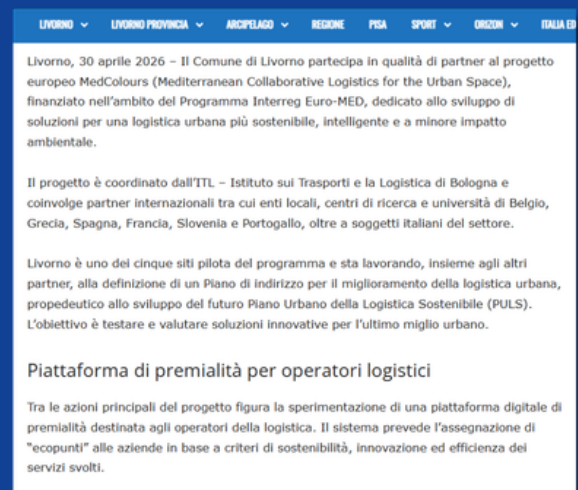 LIVORNO LIVORNO PROVINCIA ARCIPELAGO REGIONE PISA SPORT ORIZON ITALIA ED
Livorno, 30 aprile 2026 – Il Comune di Livorno partecipa in qualità di partner al progetto
europeo MedColours (Mediterranean Collaborative Logistics for the Urban Space),
finanziato nell'ambito del Programma Interreg Euro-MED, dedicato allo sviluppo di
soluzioni per una logistica urbana più sostenibile, intelligente e a minore impatto
ambientale.
Il progetto è coordinato dall'ITL – Istituto sui Trasporti e la Logistica di Bologna e
coinvolge partner internazionali tra cui enti locali, centri di ricerca e università di Belgio,
Grecia, Spagna, Francia, Slovenia e Portogallo, oltre a soggetti italiani del settore.
Livorno è uno dei cinque siti pilota del programma e sta lavorando, insieme agli altri
partner, alla definizione di un Piano di indirizzo per il miglioramento della logistica urbana,
propedeutico allo sviluppo del futuro Piano Urbano della Logistica Sostenibile (PULS).
L'obiettivo è testare e valutare soluzioni innovative per l'ultimo miglio urbano.
Piattaforma di premialità per operatori logistici
Tra le azioni principali del progetto figura la sperimentazione di una piattaforma digitale di
premialità destinata agli operatori della logistica. Il sistema prevede l'assegnazione di
"ecopunti" alle aziende in base a criteri di sostenibilità, innovazione ed efficienza dei
servizi svolti.